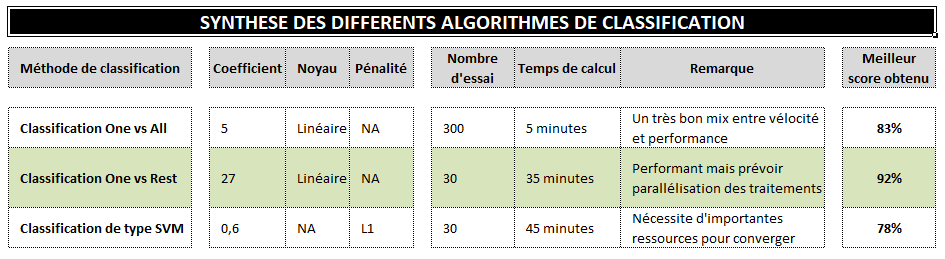 SYNTHESE DES DIFFERENTS ALGORITHMES DE CLASSIFICATION
Méthode de classification Coefficient Noyau Pénalité Nombre d'essai Temps de calcul Remarque Meilleur score obtenu
Classification One vs All 5 Linéaire NA 300 5 minutes Un très bon mix entre vélocité et performance 83%
Classification One vs Rest 27 Linéaire NA 30 35 minutes Performant mais prévoir parallélisation des traitements 92%
Classification de type SVM 0,6 NA L1 30 45 minutes Nécessite d'importantes ressources pour converger 78%